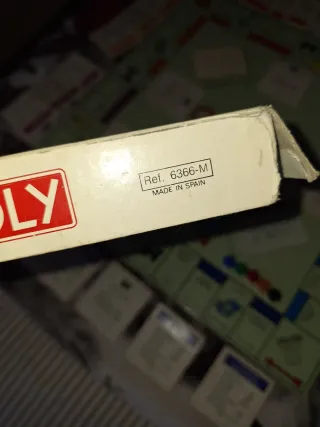 OLY
Ref. 6366-M
MADE IN SPAIN